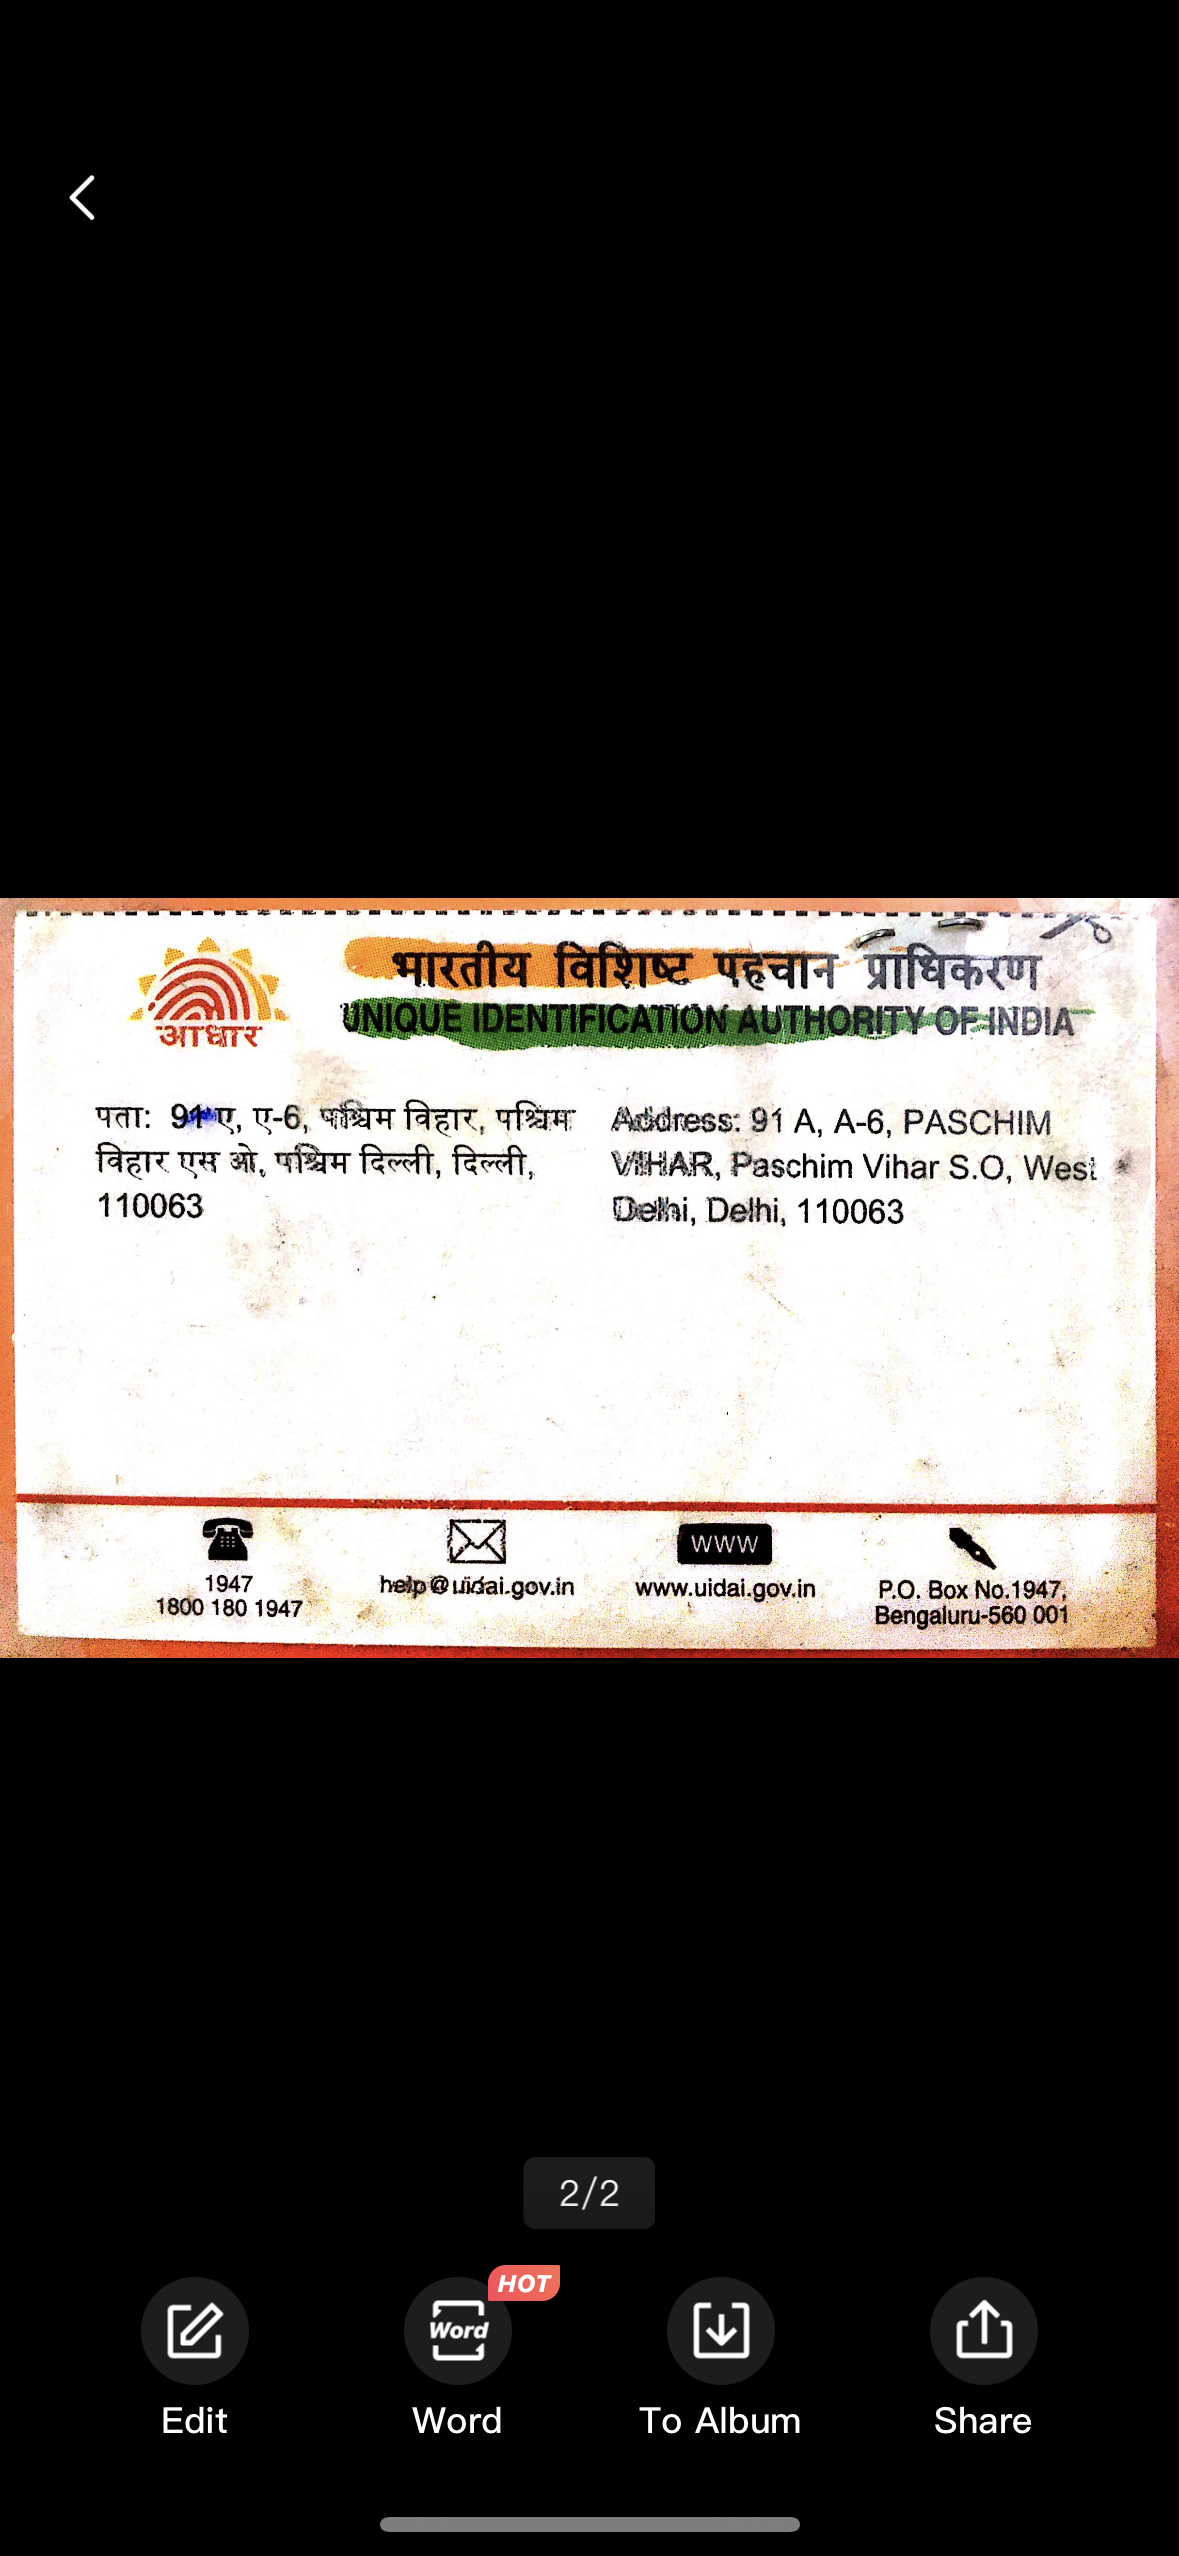 भारतीय विशिष्ट पहचान प्राधिकरण
UNIQUE IDENTIFICATION AUTHORITY OF INDIA
आधार
पता: 91 ए, ए-6, पश्चिम विहार, पश्चिम
विहार एस ओ, पश्चिम दिल्ली, दिल्ली,
110063
Address: 91 A, A-6, PASCHIM
VIHAR, Paschim Vihar S.O, West
Delhi, Delhi, 110063
1947
1800 180 1947
help@uidai.gov.in
WWW
www.uidai.gov.in
P.O. Box No.1947,
Bengaluru-560 001
2/2
HOT
Word
Edit
Word
To Album
Share